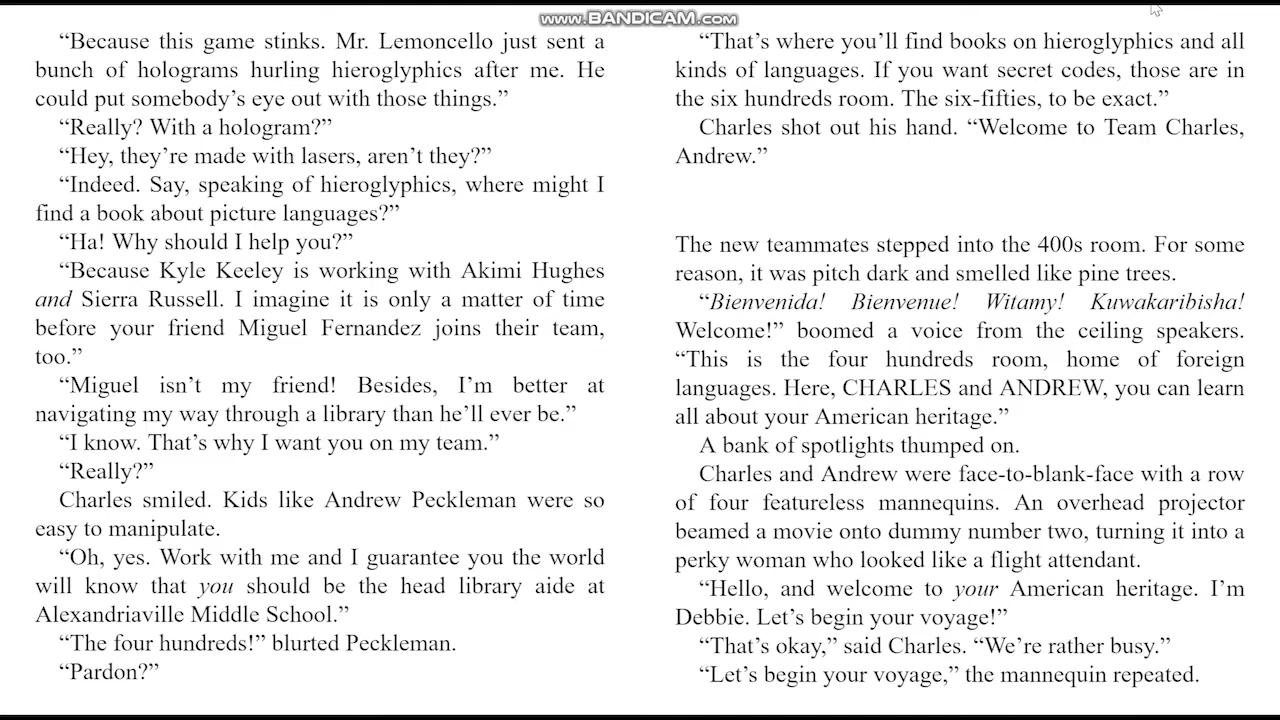 www.BANDICAM.com
“Because this game stinks. Mr. Lemoncello just sent a
bunch of holograms hurling hieroglyphics after me. He
could put somebody’s eye out with those things.”
“Really? With a hologram?”
“Hey, they’re made with lasers, aren’t they?”
“Indeed. Say, speaking of hieroglyphics, where might I
find a book about picture languages?”
“Ha! Why should I help you?”
“Because Kyle Keeley is working with Akimi Hughes
and Sierra Russell. I imagine it is only a matter of time
before your friend Miguel Fernandez joins their team,
too.”
“Miguel isn’t my friend! Besides, I’m better at
navigating my way through a library than he’ll ever be.”
“I know. That’s why I want you on my team.”
“Really?”
Charles smiled. Kids like Andrew Peckleman were so
easy to manipulate.
“Oh, yes. Work with me and I guarantee you the world
will know that you should be the head library aide at
Alexandriaville Middle School.”
“The four hundreds!” blurted Peckleman.
“Pardon?”
“That’s where you’ll find books on hieroglyphics and all
kinds of languages. If you want secret codes, those are in
the six hundreds room. The six-fifties, to be exact.”
Charles shot out his hand. “Welcome to Team Charles,
Andrew.”
The new teammates stepped into the 400s room. For some
reason, it was pitch dark and smelled like pine trees.
“Bienvenida! Bienvenue! Witamy! Kuwakaribisha!
Welcome!” boomed a voice from the ceiling speakers.
“This is the four hundreds room, home of foreign
languages. Here, CHARLES and ANDREW, you can learn
all about your American heritage.”
A bank of spotlights thumped on.
Charles and Andrew were face-to-blank-face with a row
of four featureless mannequins. An overhead projector
beamed a movie onto dummy number two, turning it into a
perky woman who looked like a flight attendant.
“Hello, and welcome to your American heritage. I’m
Debbie. Let’s begin your voyage!”
“That’s okay,” said Charles. “We’re rather busy.”
“Let’s begin your voyage,” the mannequin repeated.